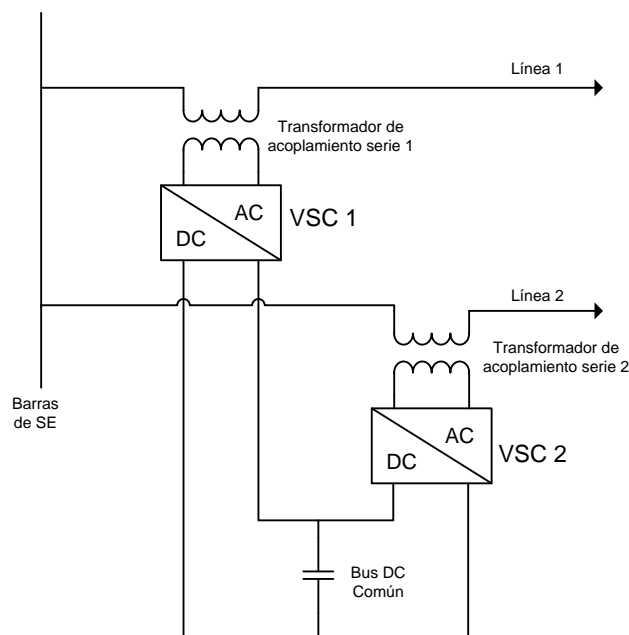 Línea 1
Transformador de
acoplamiento serie 1
AC
DC
VSC 1
Línea 2
Transformador de
acoplamiento serie 2
Barras
de SE
AC
DC
VSC 2
Bus DC
Común